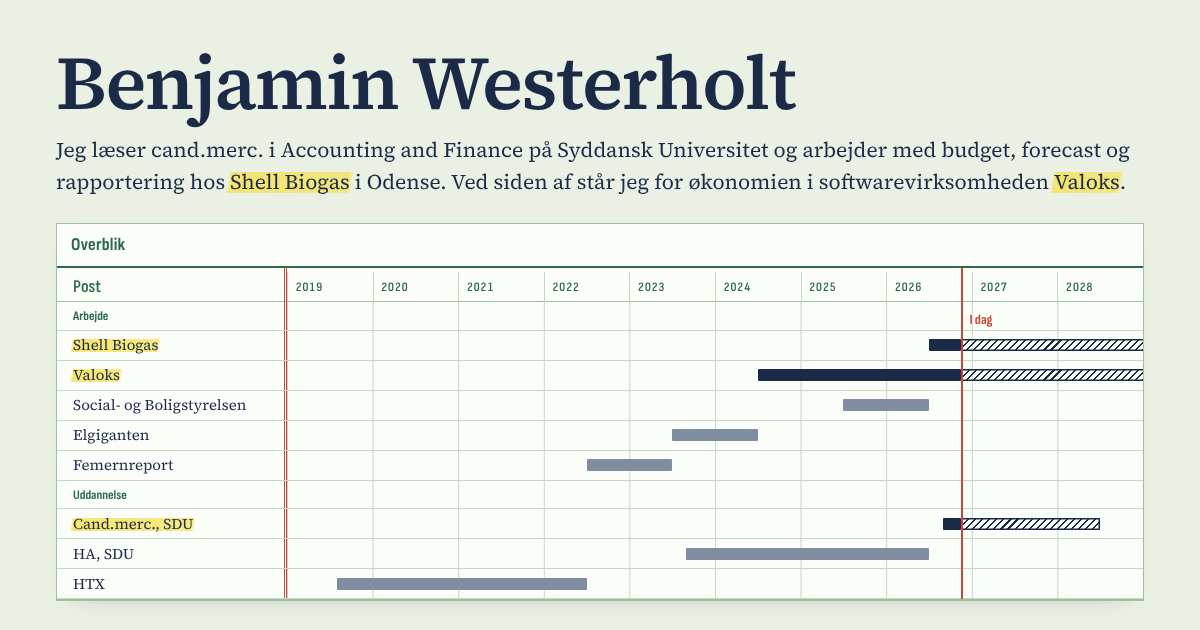 Benjamin Westerholt
Jeg læser cand.merc. i Accounting and Finance på Syddansk Universitet og arbejder med budget, forecast og
rapportering hos Shell Biogas i Odense. Ved siden af står jeg for økonomien i softwarevirksomheden Valoks.
Overblik
Post 2019 2020 2021 2022 2023 2024 2025 2026 2027 2028
Arbejde I dag
Shell Biogas
Valoks
Social- og Boligstyrelsen
Elgiganten
Femernreport
Uddannelse
Cand.merc., SDU
HA, SDU
HTX